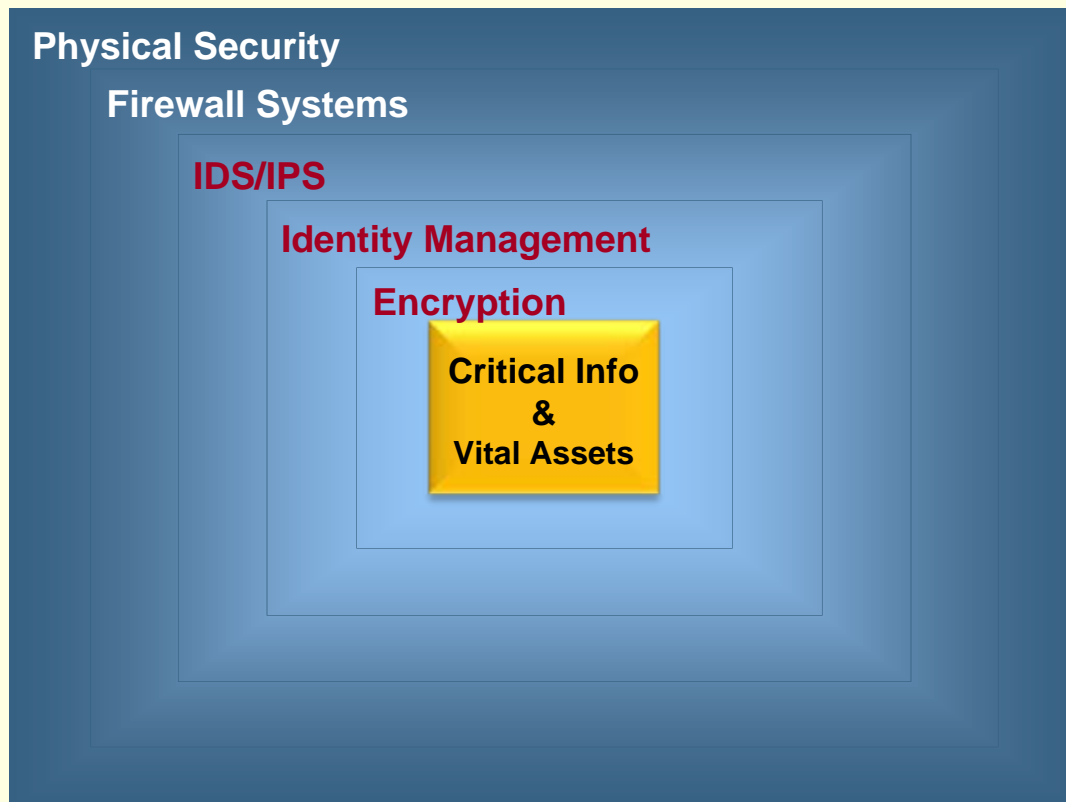 Physical Security
Firewall Systems
IDS/IPS
Identity Management
Encryption
Critical Info
&
Vital Assets